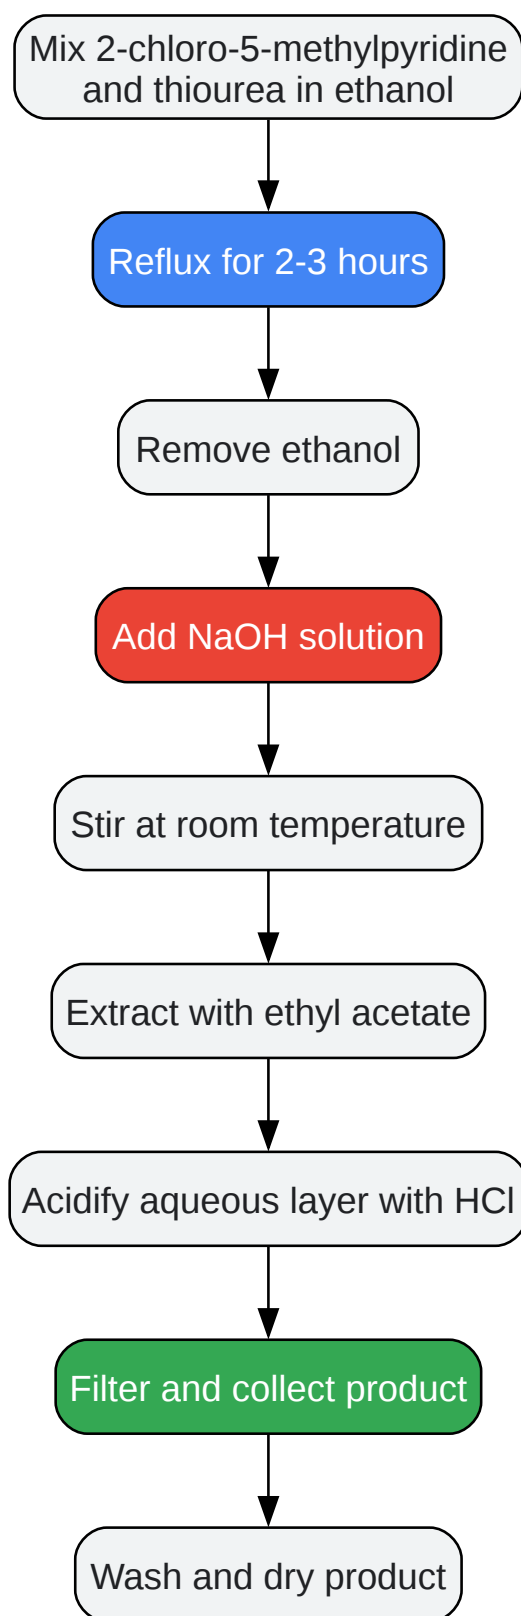 Mix 2-chloro-5-methylpyridine
and thiourea in ethanol
Reflux for 2-3 hours
Remove ethanol
Add NaOH solution
Stir at room temperature
Extract with ethyl acetate
Acidify aqueous layer with HCl
Filter and collect product
Wash and dry product